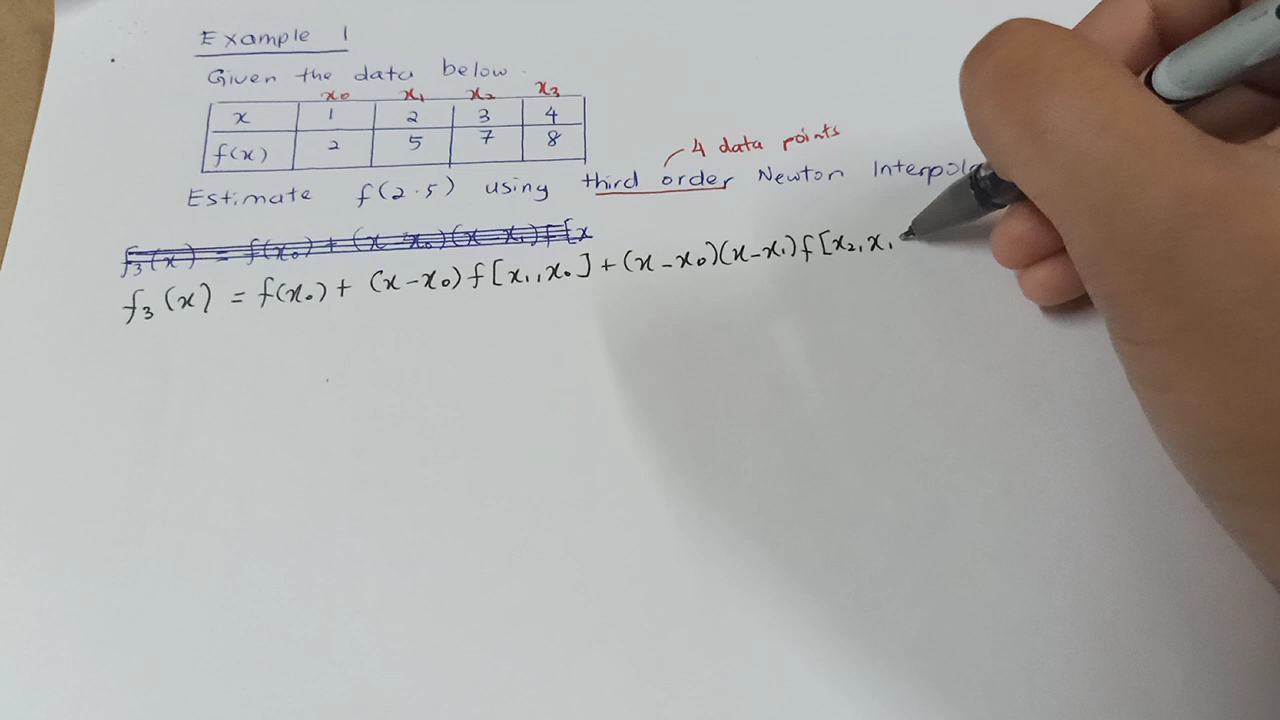 Example 1
Given the data below.
x₀ x₁ x₂ x₃
x 1 2 3 4
f(x) 2 5 7 8
4 data points
Estimate f(2.5) using third order Newton Interpola
f₃(x) = f(x₀) + (x-x₀)(x-x₁)f[x
f₃(x) = f(x₀) + (x-x₀)f[x₁,x₀] + (x-x₀)(x-x₁)f[x₂,x₁